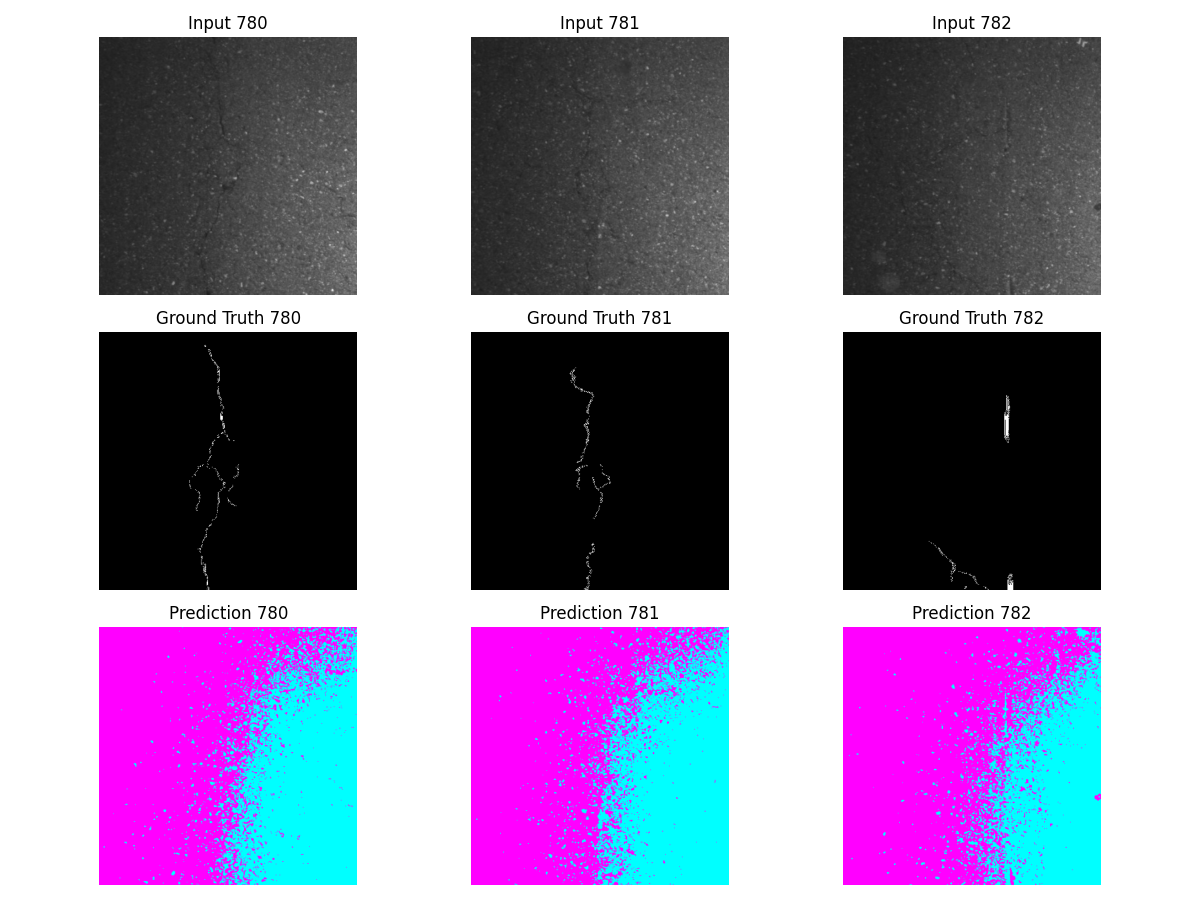 Input 780
Input 781
Input 782
Ground Truth 780
Ground Truth 781
Ground Truth 782
Prediction 780
Prediction 781
Prediction 782